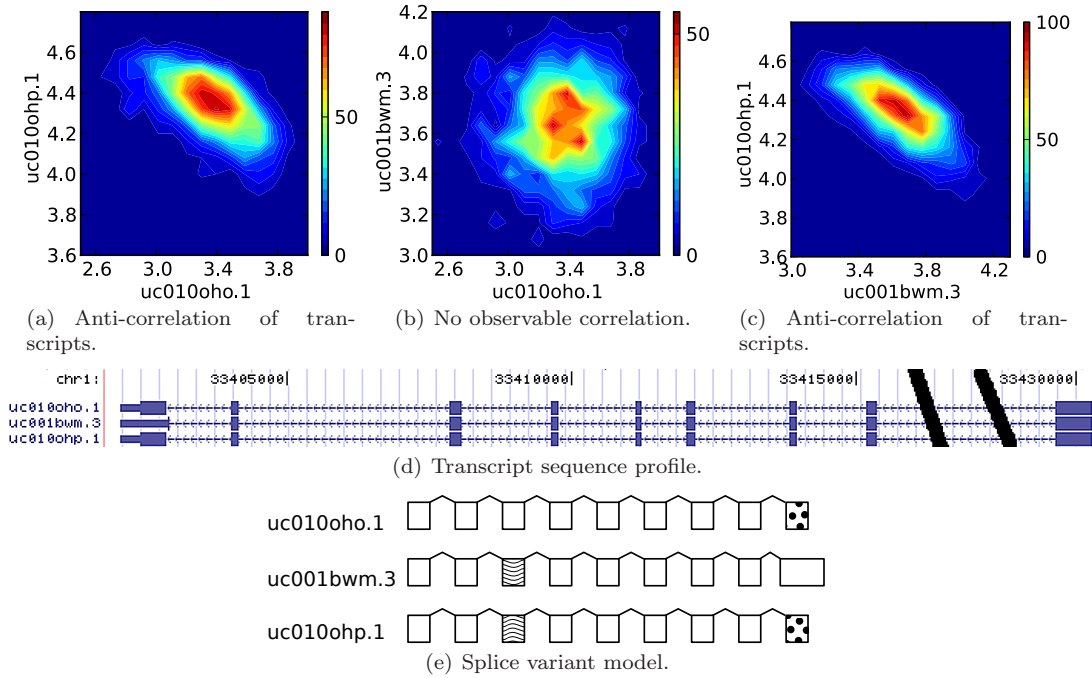 4.6
4.4
4.2
4.0
3.8
3.6
uc010ohp.1
2.6 3.0 3.4 3.8
uc010oho.1
50
0
(a) Anti-correlation of tran-
scripts.
4.2
4.0
3.8
3.6
3.4
3.2
3.0
uc001bwm.3
2.6 3.0 3.4 3.8
uc010oho.1
50
0
(b) No observable correlation.
4.6
4.4
4.2
4.0
3.8
3.6
uc010ohp.1
3.0 3.4 3.8 4.2
uc001bwm.3
100
50
0
(c) Anti-correlation of tran-
scripts.
chr1: 33405000| 33410000| 33415000| 33430000|
uc010oho.1
uc001bwm.3
uc010ohp.1
(d) Transcript sequence profile.
uc010oho.1
uc001bwm.3
uc010ohp.1
(e) Splice variant model.